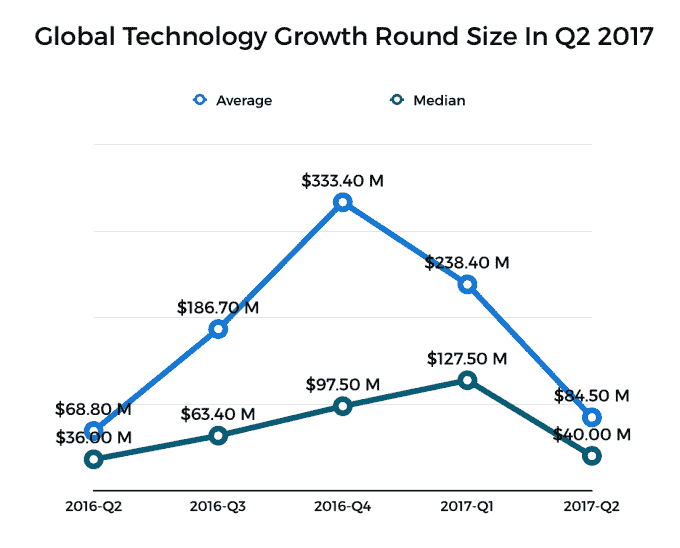 Global Technology Growth Round Size In Q2 2017
Average Median
$333.40 M
$238.40 M
$186.70 M
$127.50 M
$97.50 M
$84.50 M
$68.80 M
$63.40 M
$36.00 M
$40.00 M
2016-Q2 2016-Q3 2016-Q4 2017-Q1 2017-Q2